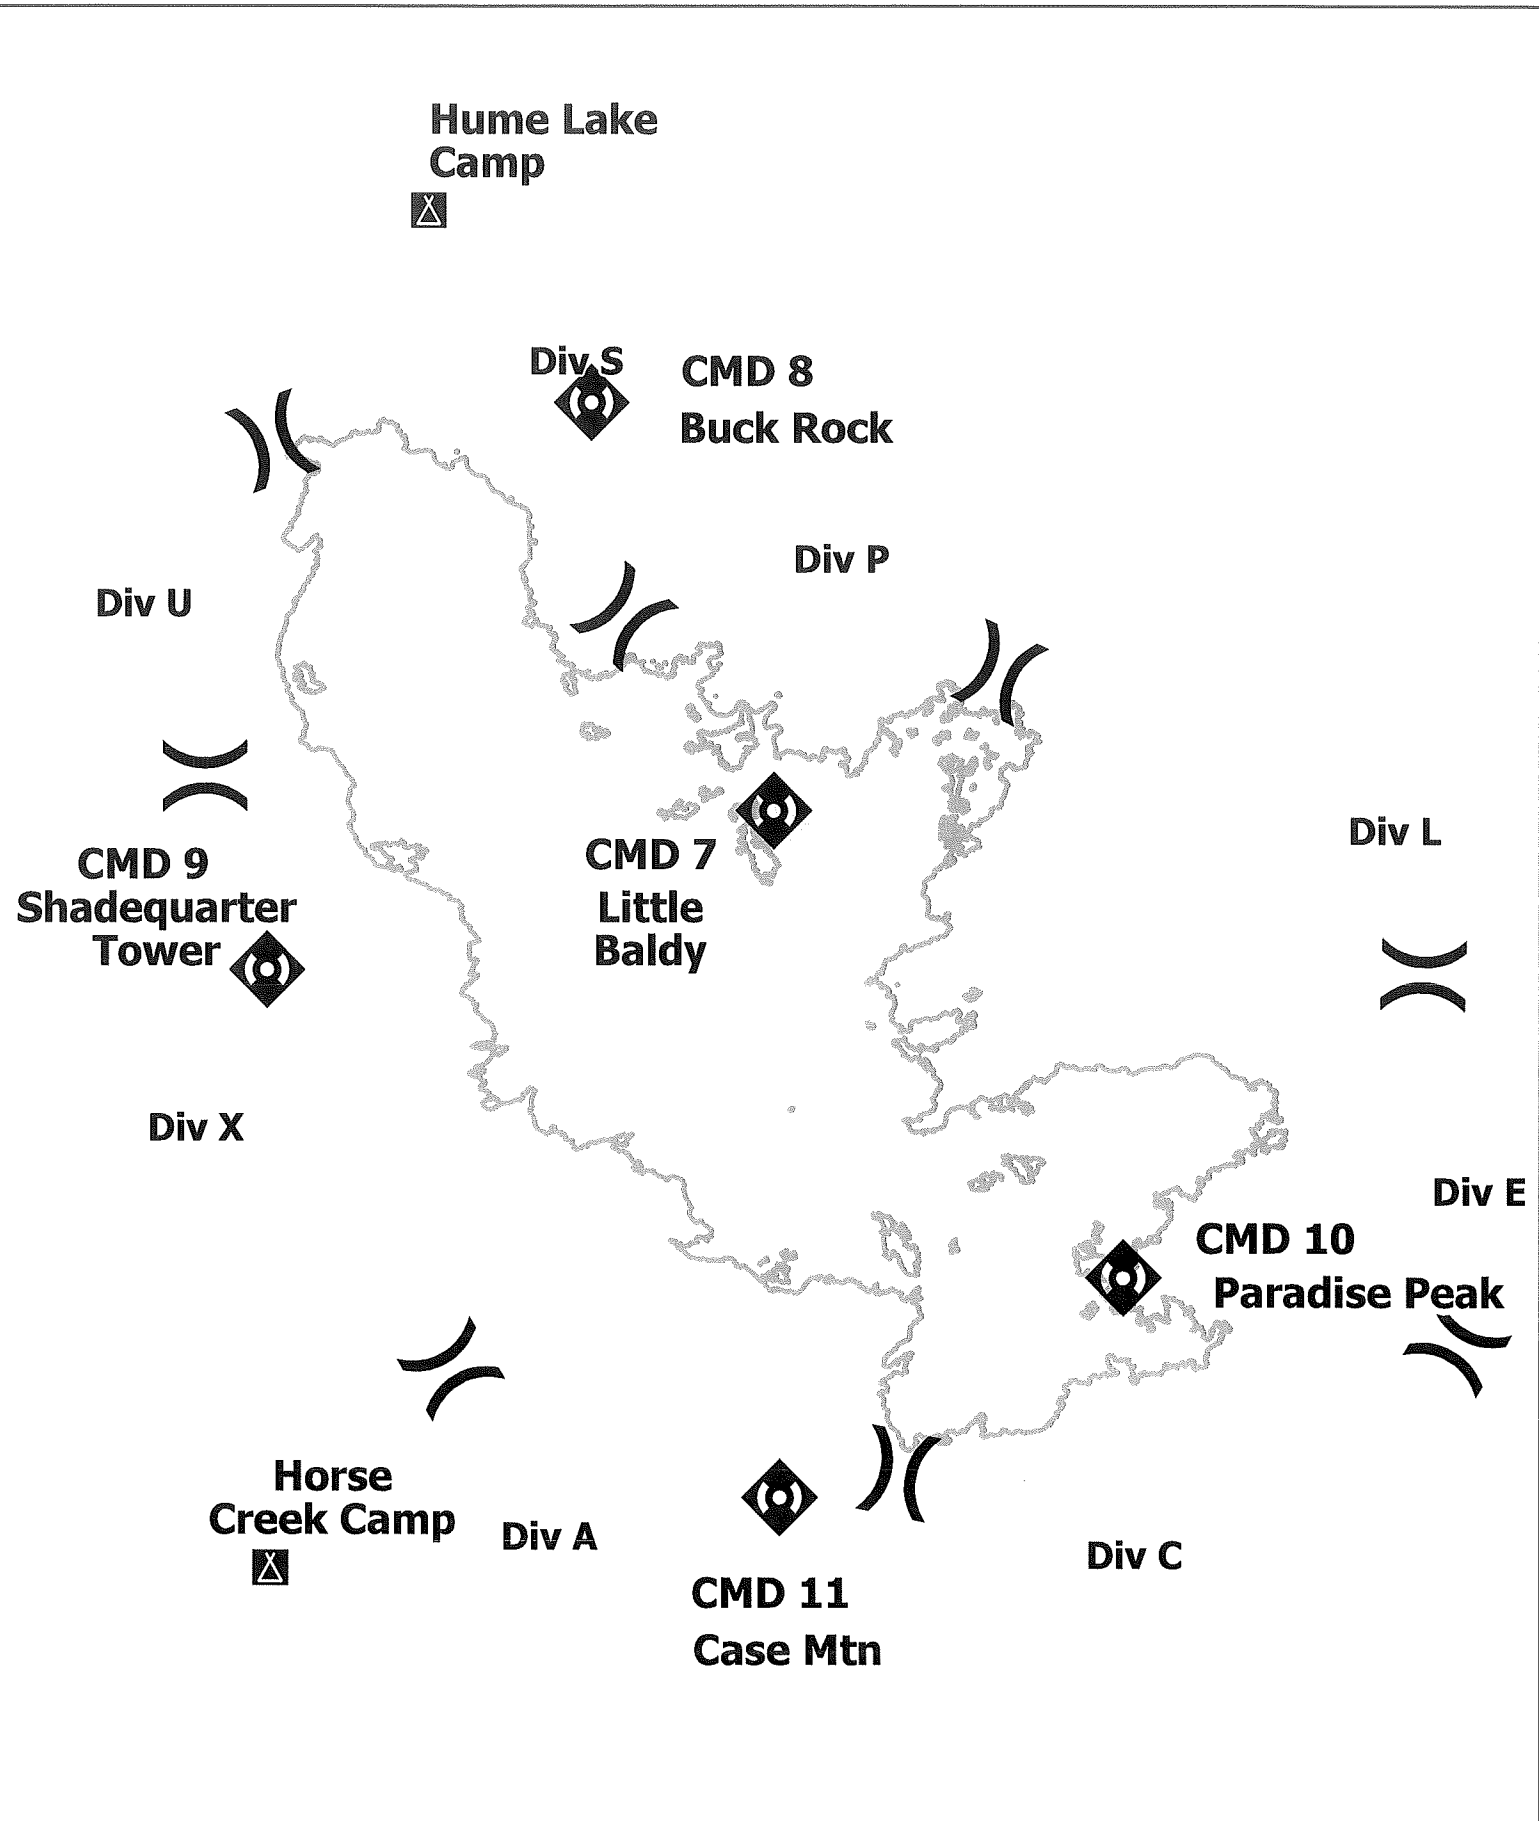 Hume Lake
Camp
Div S
CMD 8
Buck Rock
Div P
Div U
Div L
CMD 9
Shadequarter
Tower
CMD 7
Little
Baldy
Div X
Div E
CMD 10
Paradise Peak
Horse
Creek Camp
Div A
Div C
CMD 11
Case Mtn